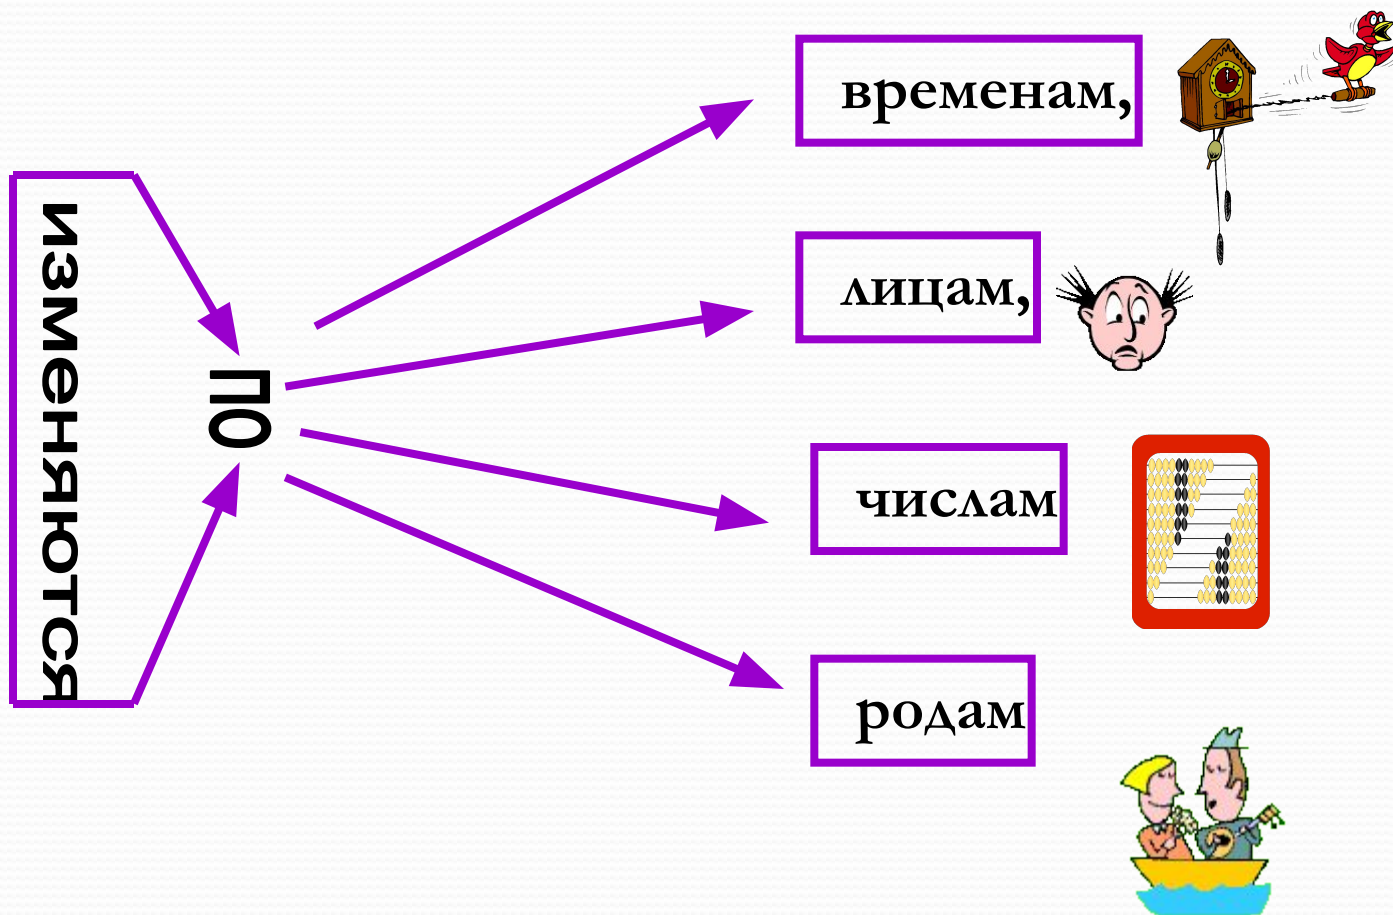 изменяются
по
временам,
лицам,
числам
родам